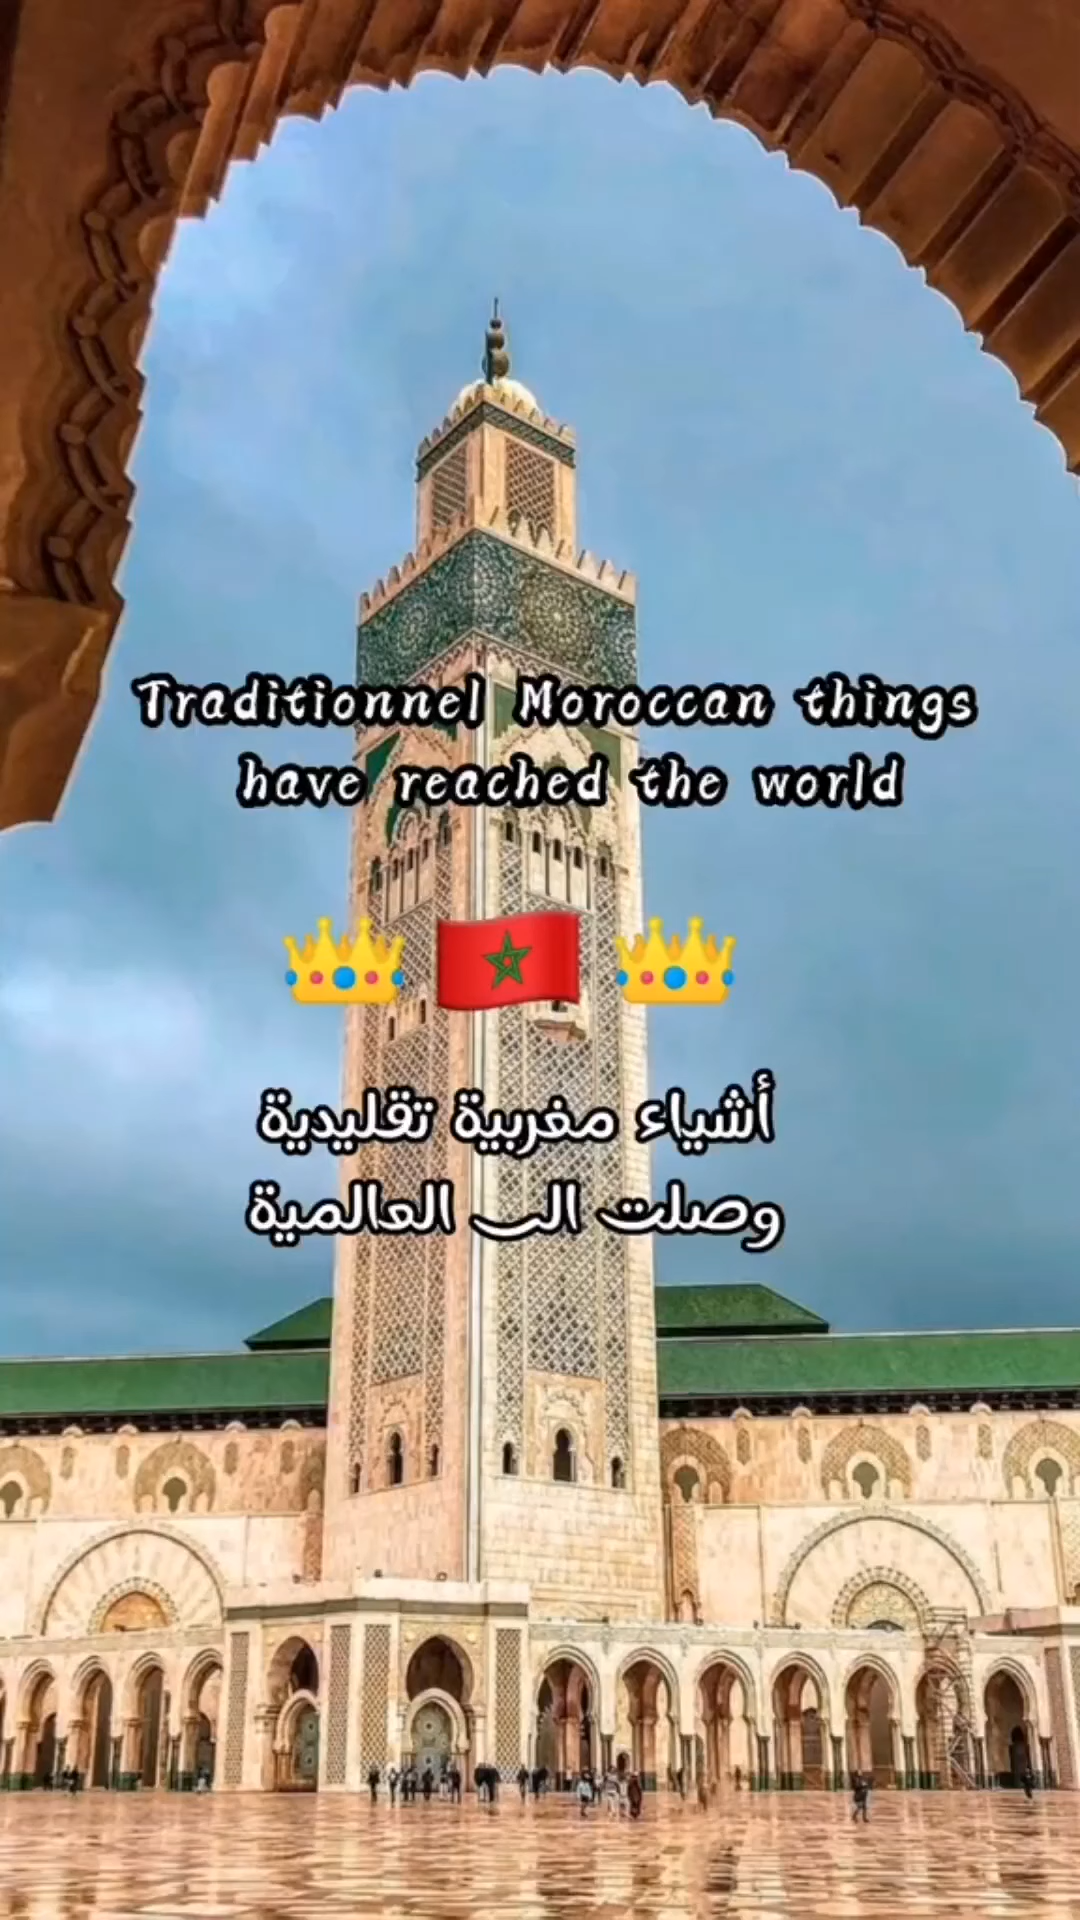 Traditionnel Moroccan things
have reached the world
👑 🇲🇦 👑
أشياء مغربية تقليدية
وصلت الى العالمية